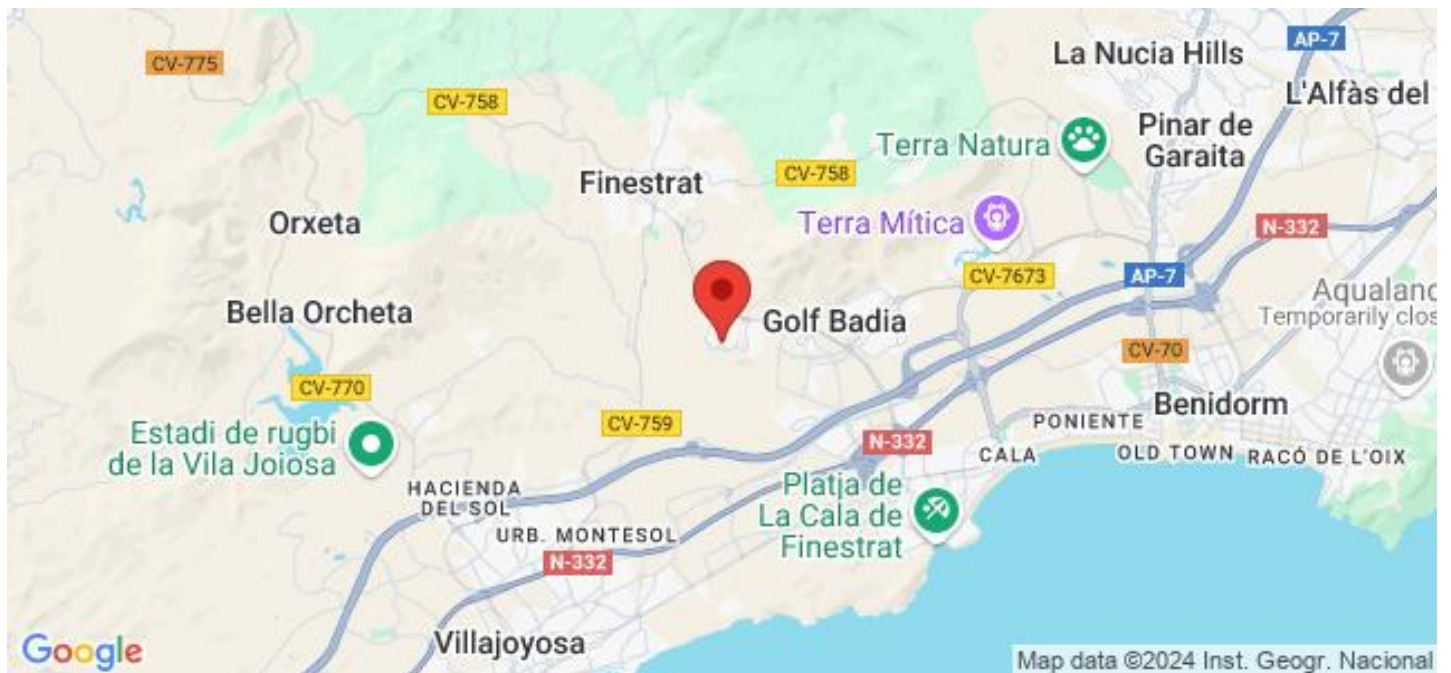 La Nucia Hills
AP-7
CV-775
L'Alfàs del
CV-758
Terra Natura
Pinar de
Garaita
Finestrat
CV-758
Orxeta
Terra Mítica
N-332
CV-7673
AP-7
Aqualand
Temporarily clos
Bella Orcheta
Golf Badia
CV-70
CV-770
Benidorm
Estadi de rugbi
de la Vila Joiosa
CV-759
N-332
PONIENTE
CALA
OLD TOWN
RACÓ DE L'OIX
HACIENDA
DEL SOL
Platja de
La Cala de
Finestrat
URB. MONTESOL
N-332
Villajoyosa
Google
Map data ©2024 Inst. Geogr. Nacional